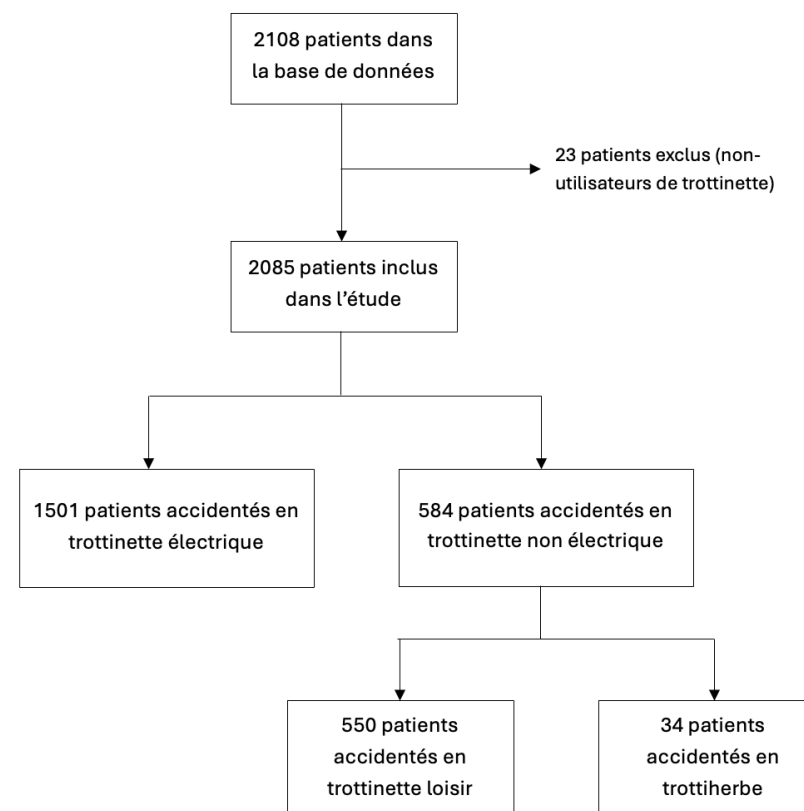 2108 patients dans
la base de données
23 patients exclus (non-
utilisateurs de trottinette)
2085 patients inclus
dans l’étude
1501 patients accidentés en
trottinette électrique
584 patients accidentés en
trottinette non électrique
550 patients
accidentés en
trottinette loisir
34 patients
accidentés en
trottiherbe